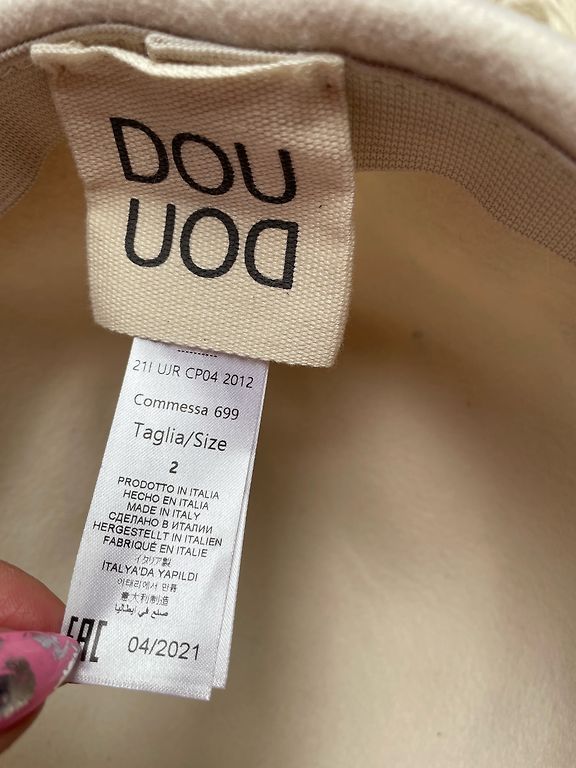 DOU
UOD
21I UJR CP04 2012
Commessa 699
Taglia/Size
2
PRODOTTO IN ITALIA
HECHO EN ITALIA
MADE IN ITALY
СДЕЛАНО В ИТАЛИИ
HERGESTELLT IN ITALIEN
FABRIQUÉ EN ITALIE
イタリア製
İTALYA'DA YAPILDI
이태리에서 만듦
意大利制造
صنع في إيطاليا
EAC 04/2021